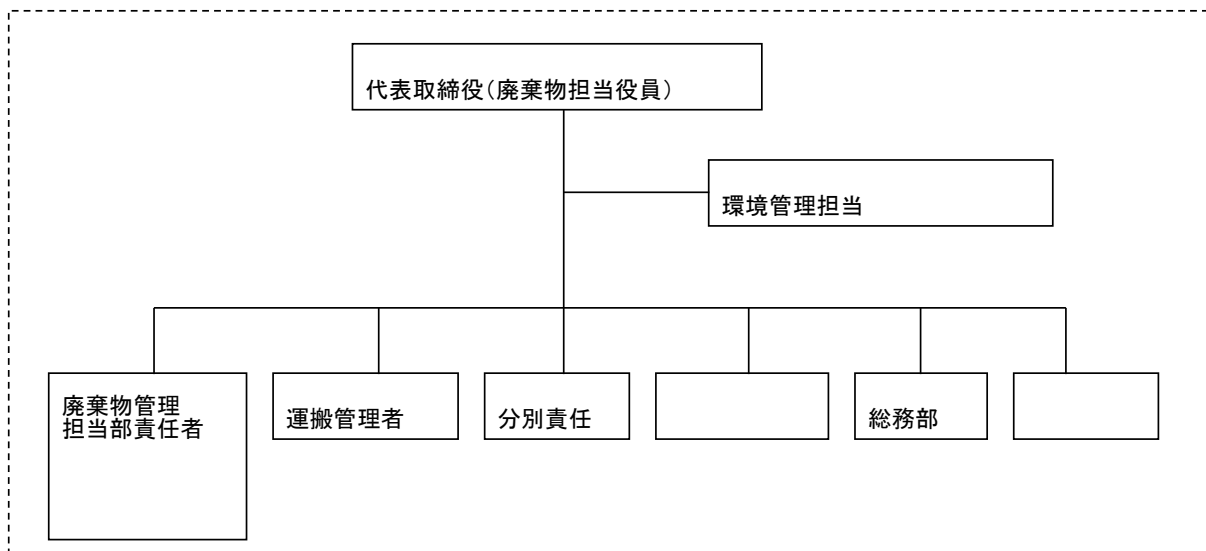 代表取締役（廃棄物担当役員）
環境管理担当
廃棄物管理
担当部責任者
運搬管理者
分別責任
総務部